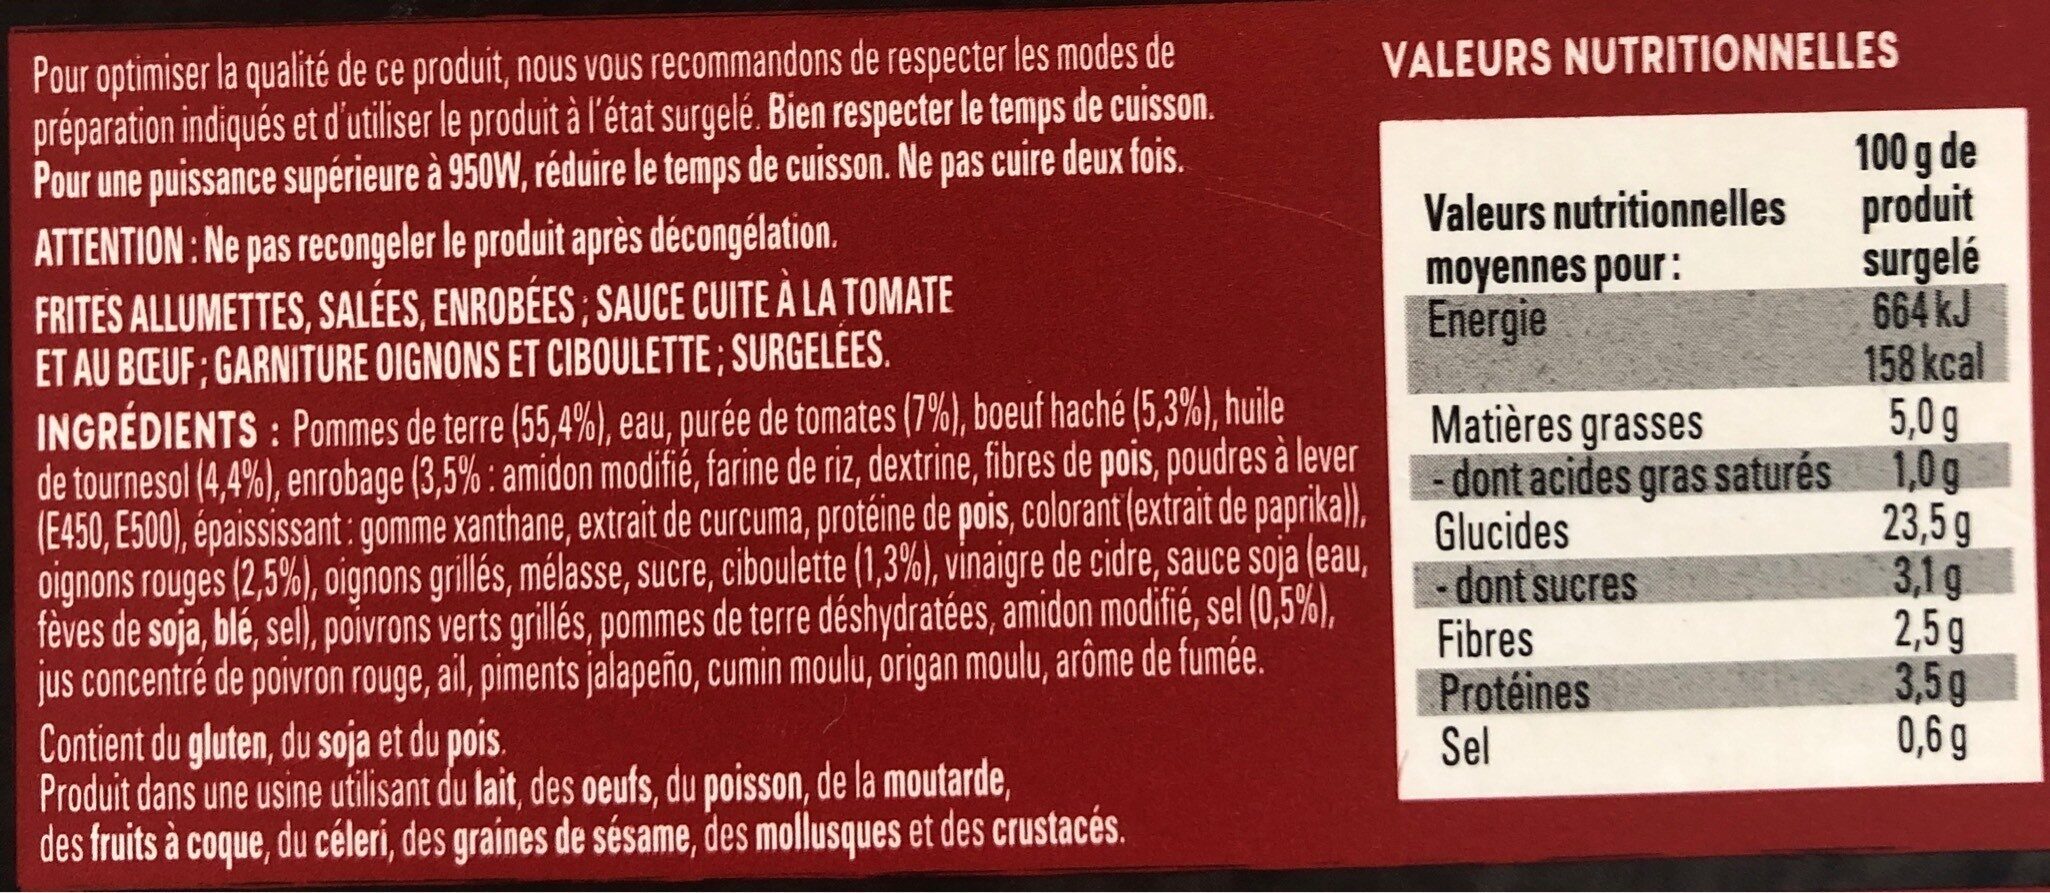 Pour optimiser la qualité de ce produit, nous vous recommandons de respecter les modes de
préparation indiqués et d'utiliser le produit à l'état surgelé. Bien respecter le temps de cuisson.
Pour une puissance supérieure à 950W, réduire le temps de cuisson. Ne pas cuire deux fois.
ATTENTION : Ne pas recongeler le produit après décongélation.
FRITES ALLUMETTES, SALÉES, ENROBÉES ; SAUCE CUITE À LA TOMATE
ET AU BŒUF ; GARNITURE OIGNONS ET CIBOULETTE ; SURGELÉES.
INGRÉDIENTS : Pommes de terre (55,4%), eau, purée de tomates (7%), boeuf haché (5,3%), huile
de tournesol (4,4%), enrobage (3,5% : amidon modifié, farine de riz, dextrine, fibres de pois, poudres à lever
(E450, E500), épaississant : gomme xanthane, extrait de curcuma, protéine de pois, colorant (extrait de paprika)),
oignons rouges (2,5%), oignons grillés, mélasse, sucre, ciboulette (1,3%), vinaigre de cidre, sauce soja (eau,
fèves de soja, blé, sel), poivrons verts grillés, pommes de terre déshydratées, amidon modifié, sel (0,5%),
jus concentré de poivron rouge, ail, piments jalapeño, cumin moulu, origan moulu, arôme de fumée.
Contient du gluten, du soja et du pois.
Produit dans une usine utilisant du lait, des oeufs, du poisson, de la moutarde,
des fruits à coque, du céleri, des graines de sésame, des mollusques et des crustacés.
VALEURS NUTRITIONNELLES
100 g de
Valeurs nutritionnelles produit
moyennes pour : surgelé
Energie 664 kJ
158 kcal
Matières grasses 5,0 g
- dont acides gras saturés 1,0 g
Glucides 23,5 g
- dont sucres 3,1 g
Fibres 2,5 g
Protéines 3,5 g
Sel 0,6 g